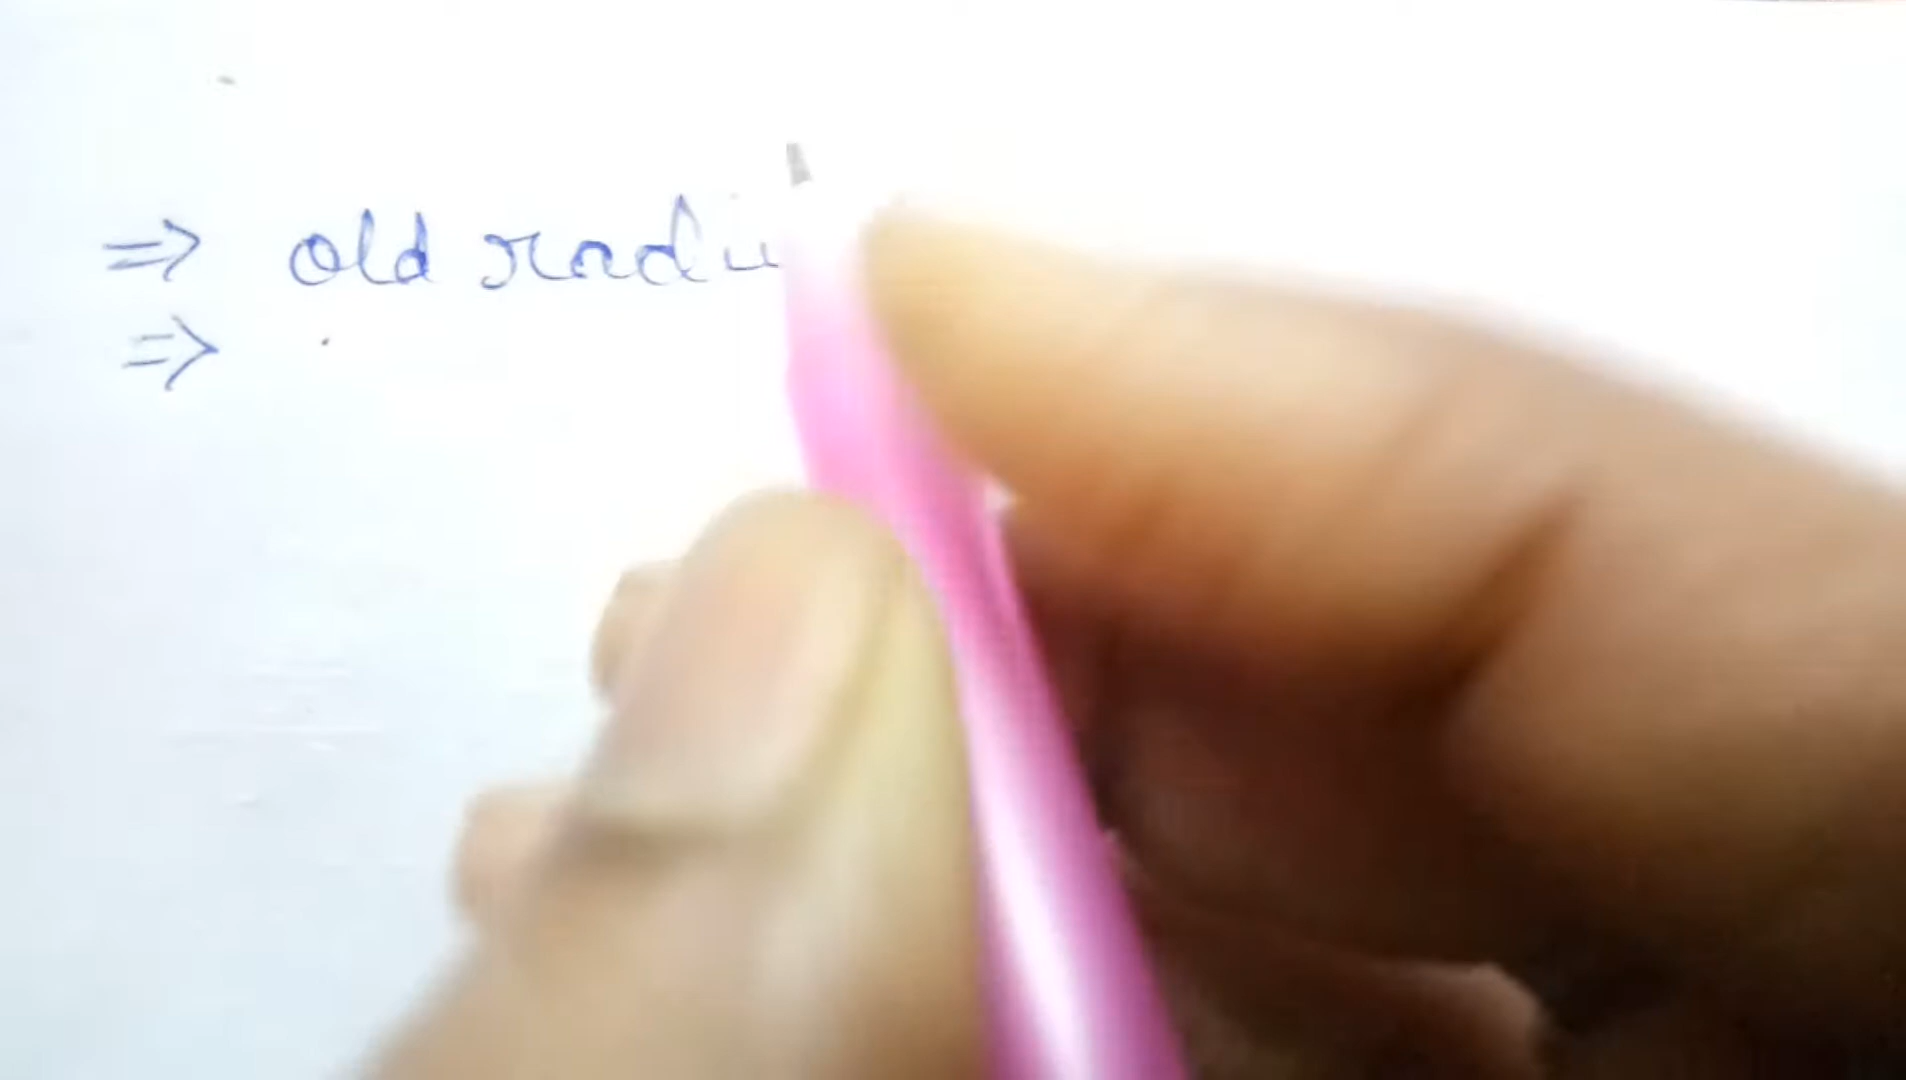 ⇒ old radiu
⇒